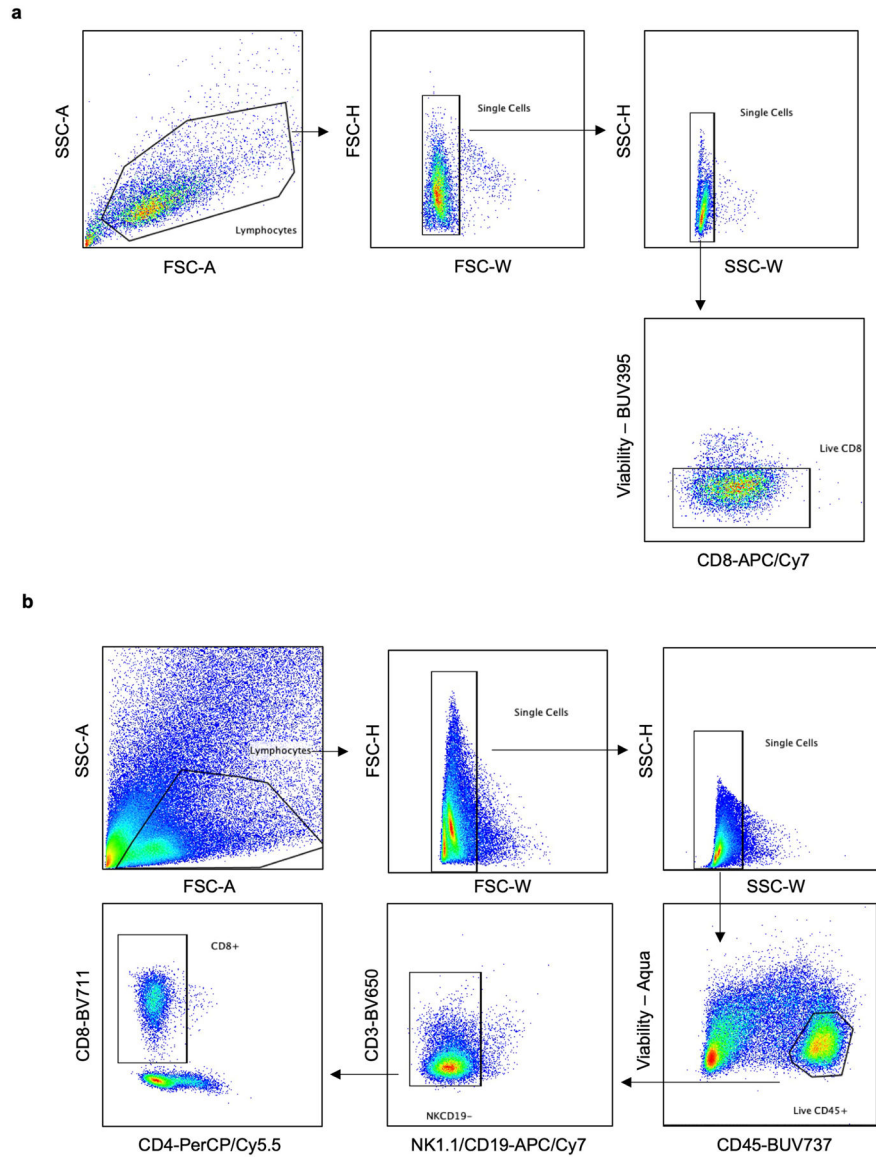 a
SSC-A
Lymphocytes
FSC-A
FSC-H
Single Cells
FSC-W
SSC-H
Single Cells
SSC-W
Viability – BUV395
Live CD8
CD8-APC/Cy7
b
SSC-A
Lymphocytes
FSC-A
FSC-H
Single Cells
FSC-W
SSC-H
Single Cells
SSC-W
CD8-BV711
CD8+
CD4-PerCP/Cy5.5
CD3-BV650
NKCD19-
NK1.1/CD19-APC/Cy7
Viability – Aqua
Live CD45+
CD45-BUV737